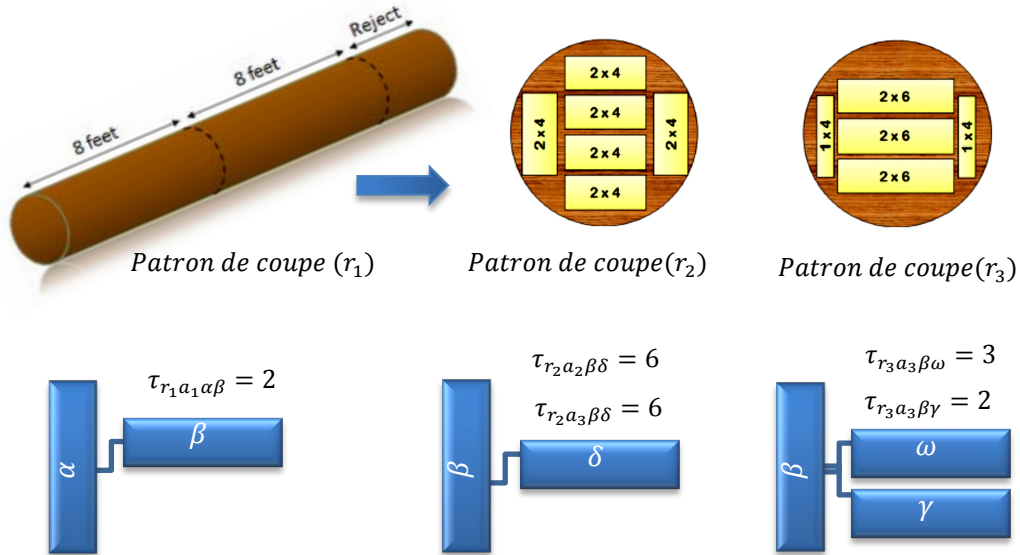 8 feet
8 feet
Reject
2 x 4
2 x 4
2 x 4
2 x 4
2 x 4
2 x 4
2 x 6
2 x 6
2 x 6
1 x 4
1 x 4
Patron de coupe (r₁)
Patron de coupe(r₂)
Patron de coupe(r₃)
τ_{r₁a₁αβ} = 2
α
β
τ_{r₂a₂βδ} = 6
τ_{r₂a₃βδ} = 6
β
δ
τ_{r₃a₃βω} = 3
τ_{r₃a₃βγ} = 2
β
ω
γ